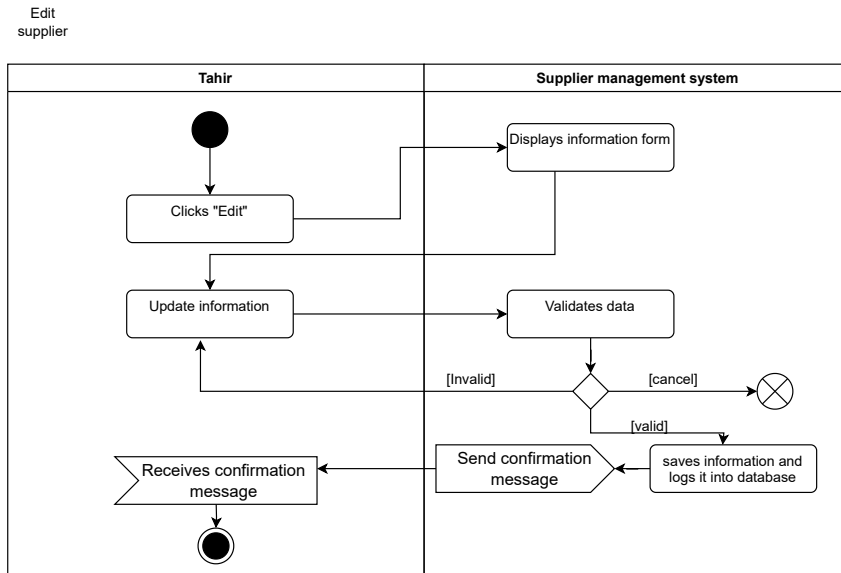 Edit
supplier
Tahir
Supplier management system
Displays information form
Clicks "Edit"
Update information
Validates data
[Invalid]
[cancel]
[valid]
Receives confirmation
message
Send confirmation
message
saves information and
logs it into database